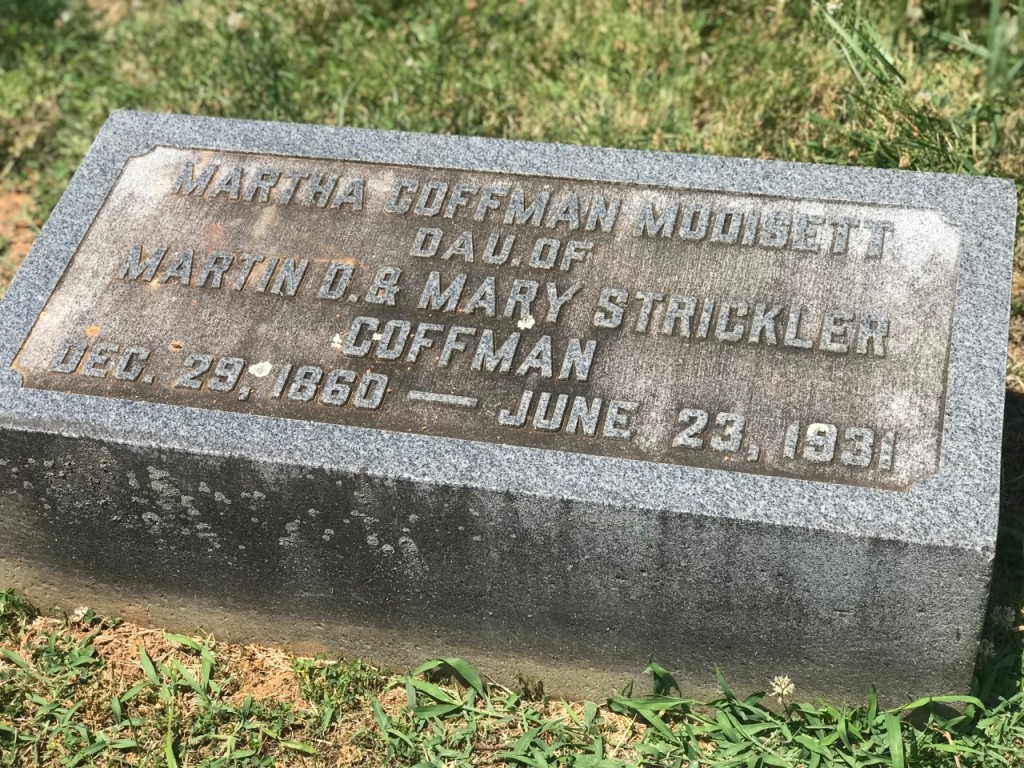 MARTHA COFFMAN MODISETT
DAU. OF
MARTIN D. & MARY STRICKLER
COFFMAN
DEC. 29, 1860 — JUNE 23, 1931